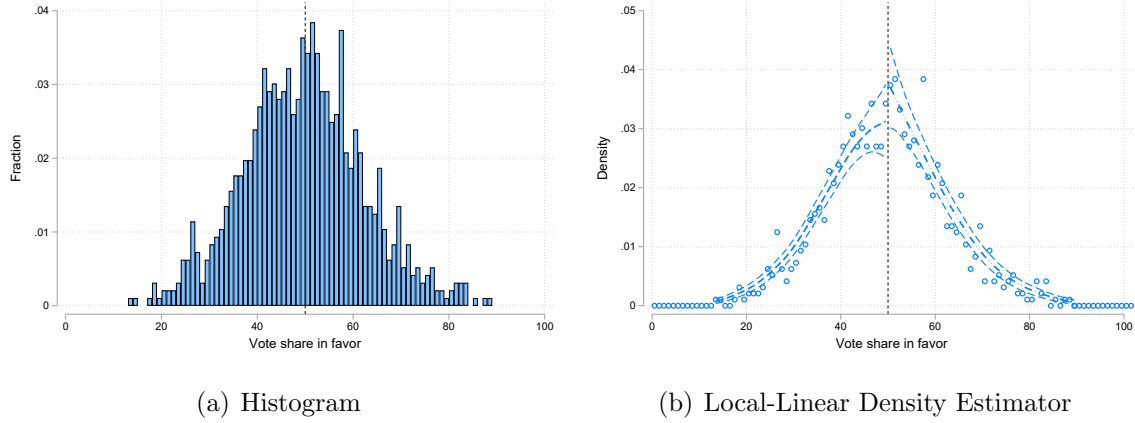 .04
.03
.02
.01
0
Fraction
0 20 40 60 80 100
Vote share in favor
(a) Histogram
.05
.04
.03
.02
.01
0
Density
0 20 40 60 80 100
Vote share in favor
(b) Local-Linear Density Estimator